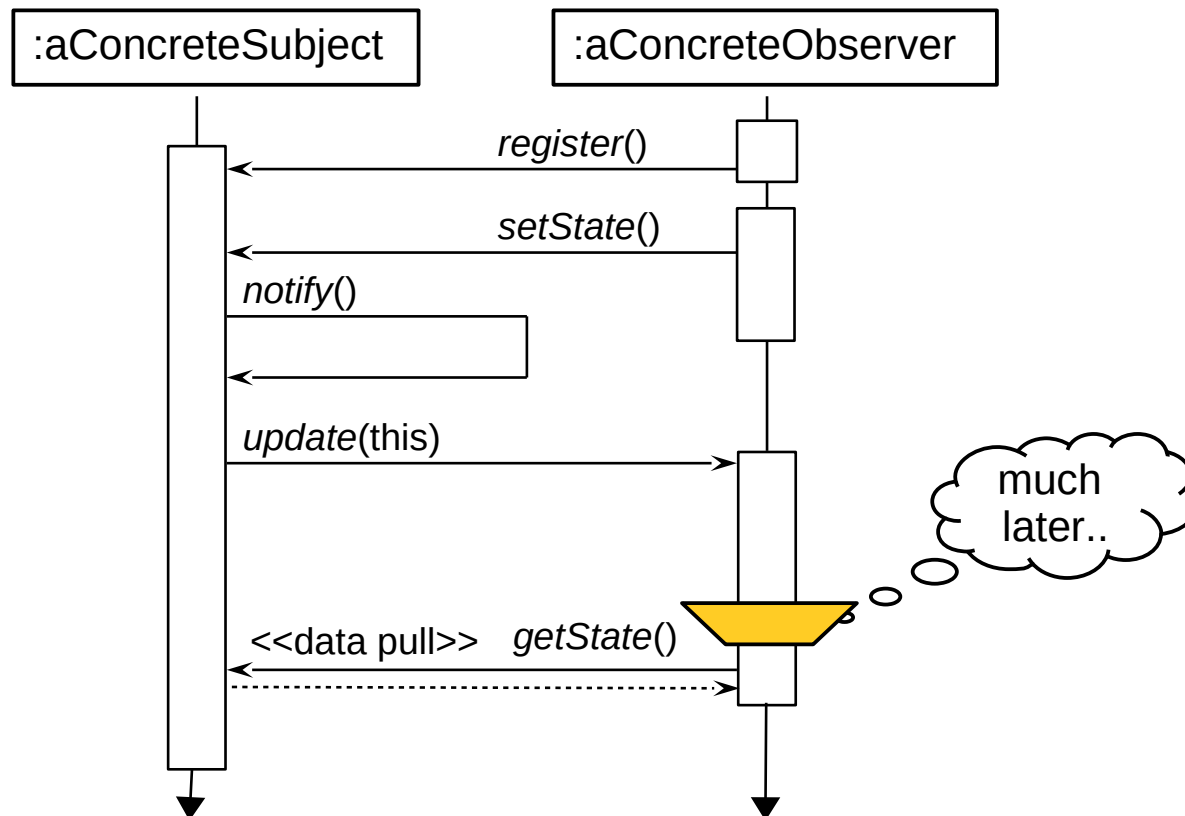 :aConcreteSubject
:aConcreteObserver
register()
setState()
notify()
update(this)
much
later..
<<data pull>>
getState()